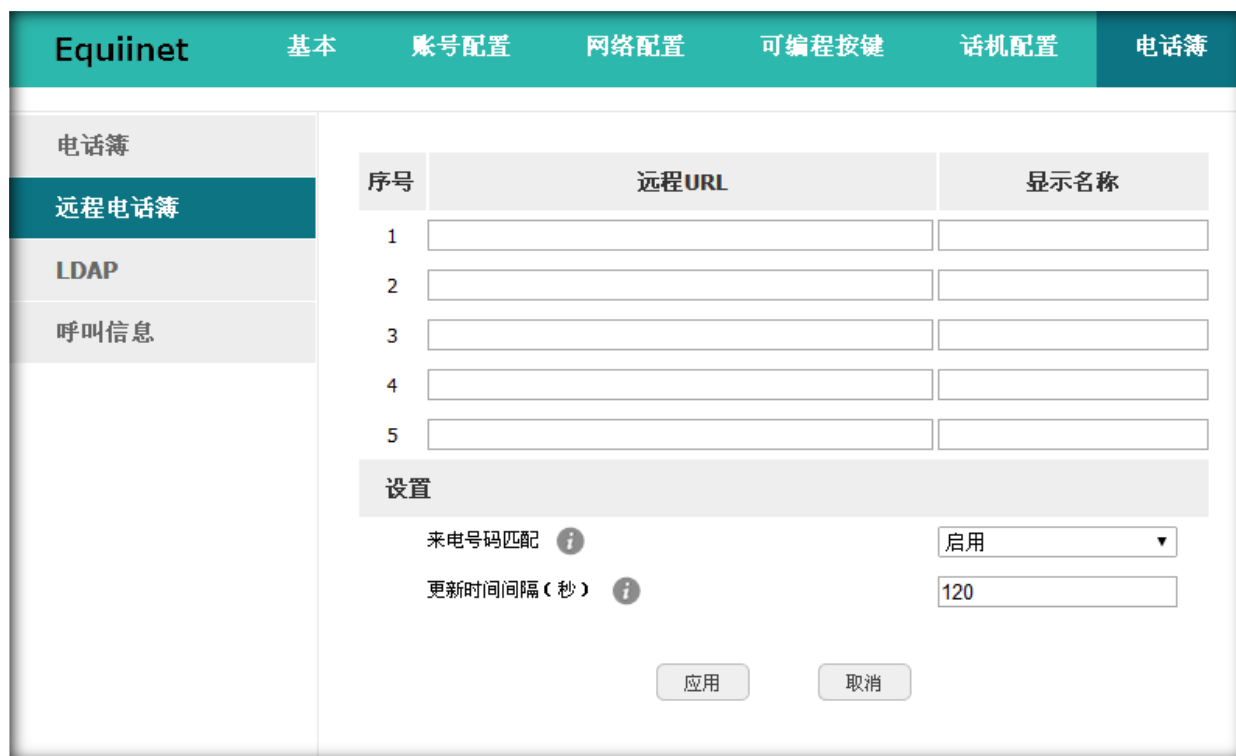 Equiinet 基本 账号配置 网络配置 可编程按键 话机配置 电话簿
电话簿
远程电话簿
LDAP
呼叫信息
序号 远程URL 显示名称
1
2
3
4
5
设置
来电号码匹配 i 启用
更新时间间隔(秒) i 120
应用 取消